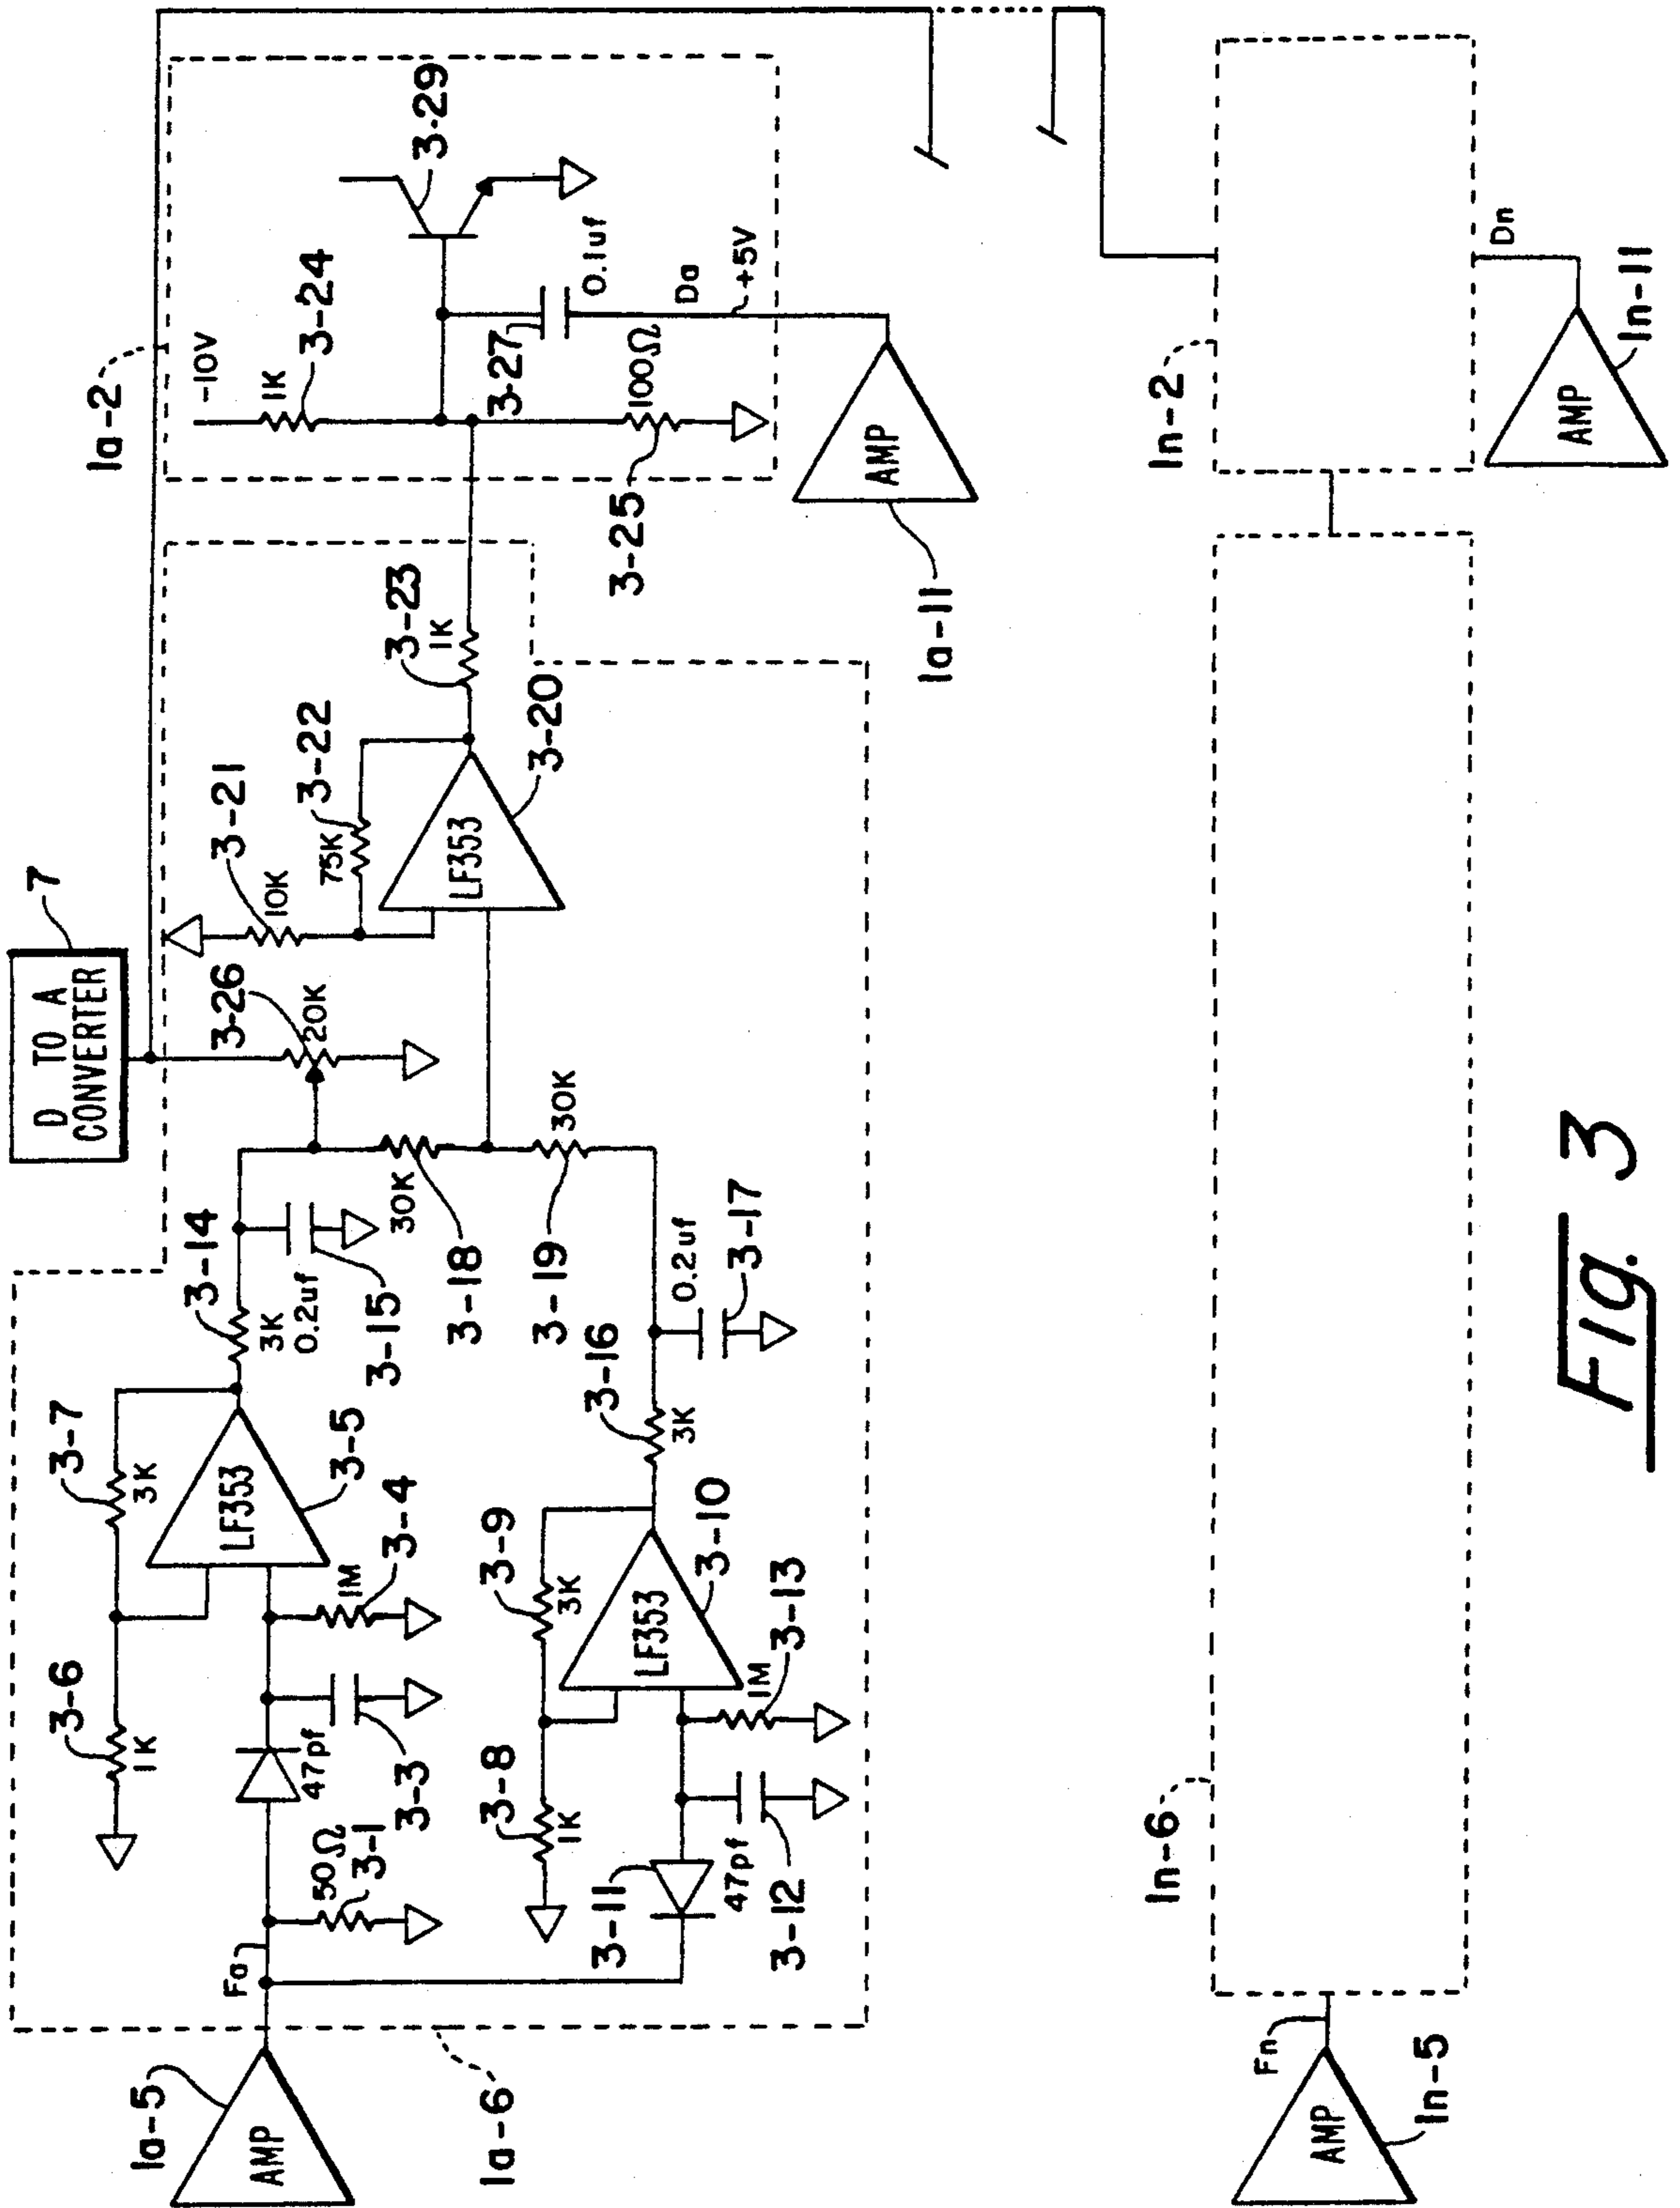 D TO A
CONVERTER
7
1a-5
AMP
1a-6
Fa
50Ω
3-1
47pf
3-3
1M
3-4
3-6
1K
3-7
3K
LF353
3-5
3-14
3K
0.2uf
3-15
3-8
1K
3-9
3K
LF353
3-10
3-11
47pf
3-12
1M
3-13
3-16
3K
0.2uf
3-17
30K
3-18
3-19
30K
3-26
20K
3-21
10K
3-22
75K
LF353
3-20
3-23
1K
1a-2
-10V
1K
3-24
3-25
100Ω
3-27
0.1uf
3-29
Da
+5V
AMP
1a-11
AMP
1n-5
Fn
1n-6
1n-2
Dn
AMP
1n-11
Fig. 3